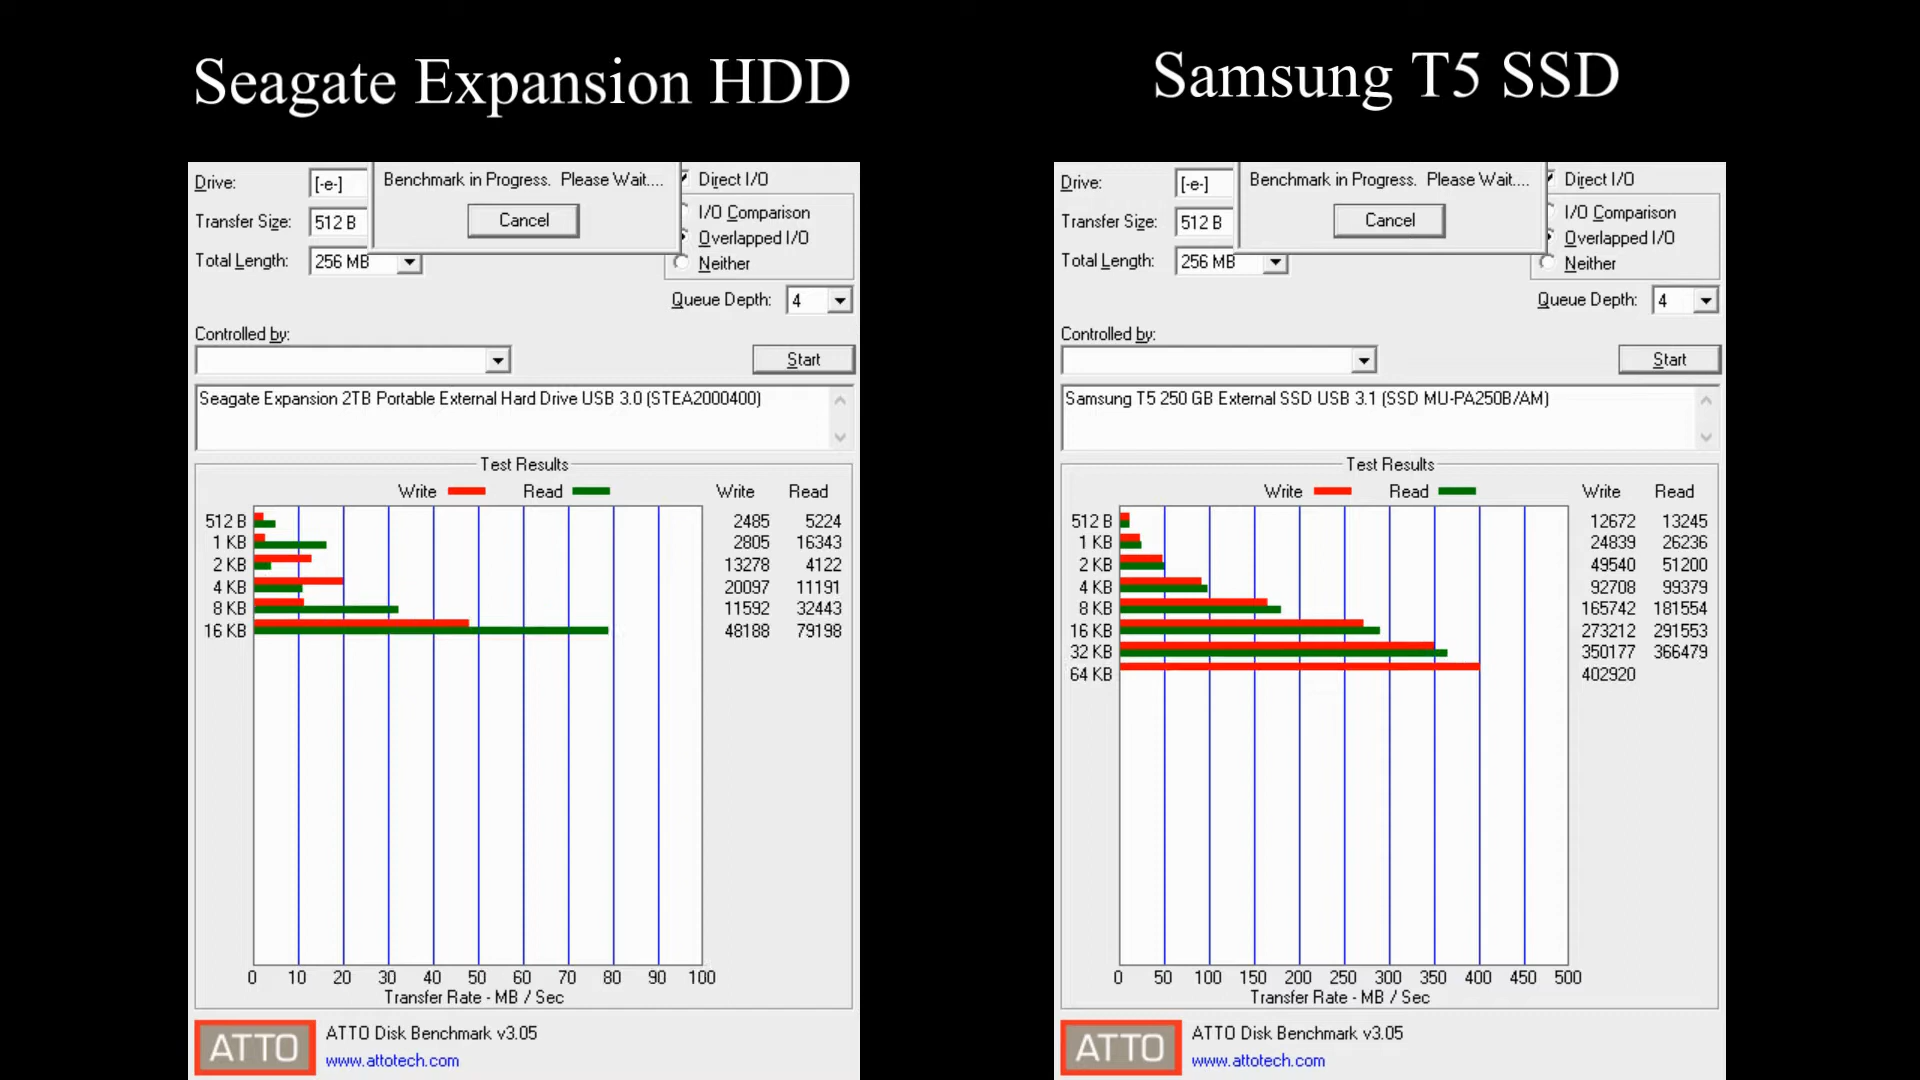 Seagate Expansion HDD
Drive: [-e-] Benchmark in Progress. Please Wait.... Direct I/O
Cancel
I/O Comparison
Transfer Size: 512 B
Overlapped I/O
Total Length: 256 MB
Neither
Queue Depth: 4
Controlled by:
Start
Seagate Expansion 2TB Portable External Hard Drive USB 3.0 (STEA2000400)
Test Results
Write Read Write Read
512 B 2485 5224
1 KB 2805 16343
2 KB 13278 4122
4 KB 20097 11191
8 KB 11592 32443
16 KB 48188 79198
0 10 20 30 40 50 60 70 80 90 100
Transfer Rate - MB / Sec
ATTO
ATTO Disk Benchmark v3.05
www.attotech.com
Samsung T5 SSD
Drive: [-e-] Benchmark in Progress. Please Wait.... Direct I/O
Cancel
I/O Comparison
Transfer Size: 512 B
Overlapped I/O
Total Length: 256 MB
Neither
Queue Depth: 4
Controlled by:
Start
Samsung T5 250 GB External SSD USB 3.1 (SSD MU-PA250B/AM)
Test Results
Write Read Write Read
512 B 12672 13245
1 KB 24839 26236
2 KB 49540 51200
4 KB 92708 99379
8 KB 165742 181554
16 KB 273212 291553
32 KB 350177 366479
64 KB 402920
0 50 100 150 200 250 300 350 400 450 500
Transfer Rate - MB / Sec
ATTO
ATTO Disk Benchmark v3.05
www.attotech.com